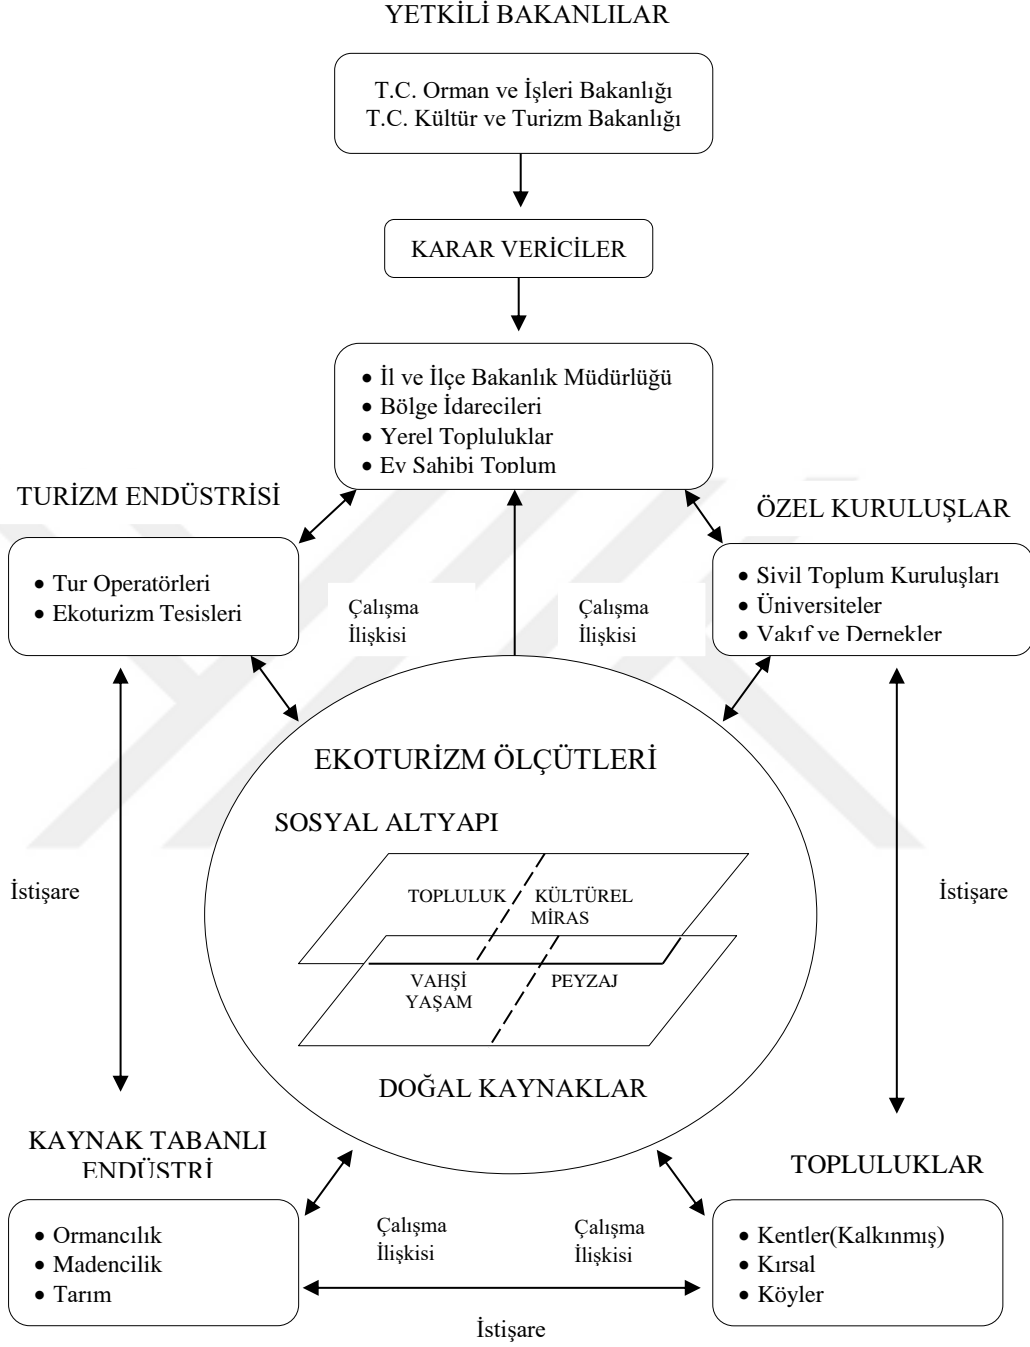 YETKİLİ BAKANLILAR
T.C. Orman ve İşleri Bakanlığı
T.C. Kültür ve Turizm Bakanlığı
KARAR VERİCİLER
• İl ve İlçe Bakanlık Müdürlüğü
• Bölge İdarecileri
• Yerel Topluluklar
• Ev Sahibi Toplum
TURİZM ENDÜSTRİSİ
• Tur Operatörleri
• Ekoturizm Tesisleri
ÖZEL KURULUŞLAR
• Sivil Toplum Kuruluşları
• Üniversiteler
• Vakıf ve Dernekler
Çalışma
İlişkisi
Çalışma
İlişkisi
EKOTURİZM ÖLÇÜTLERİ
SOSYAL ALTYAPI
TOPLULUK
KÜLTÜREL
MİRAS
VAHŞİ
YAŞAM
PEYZAJ
DOĞAL KAYNAKLAR
İstişare
İstişare
KAYNAK TABANLI
ENDÜSTRİ
• Ormancılık
• Madencilik
• Tarım
TOPLULUKLAR
• Kentler(Kalkınmış)
• Kırsal
• Köyler
Çalışma
İlişkisi
Çalışma
İlişkisi
İstişare